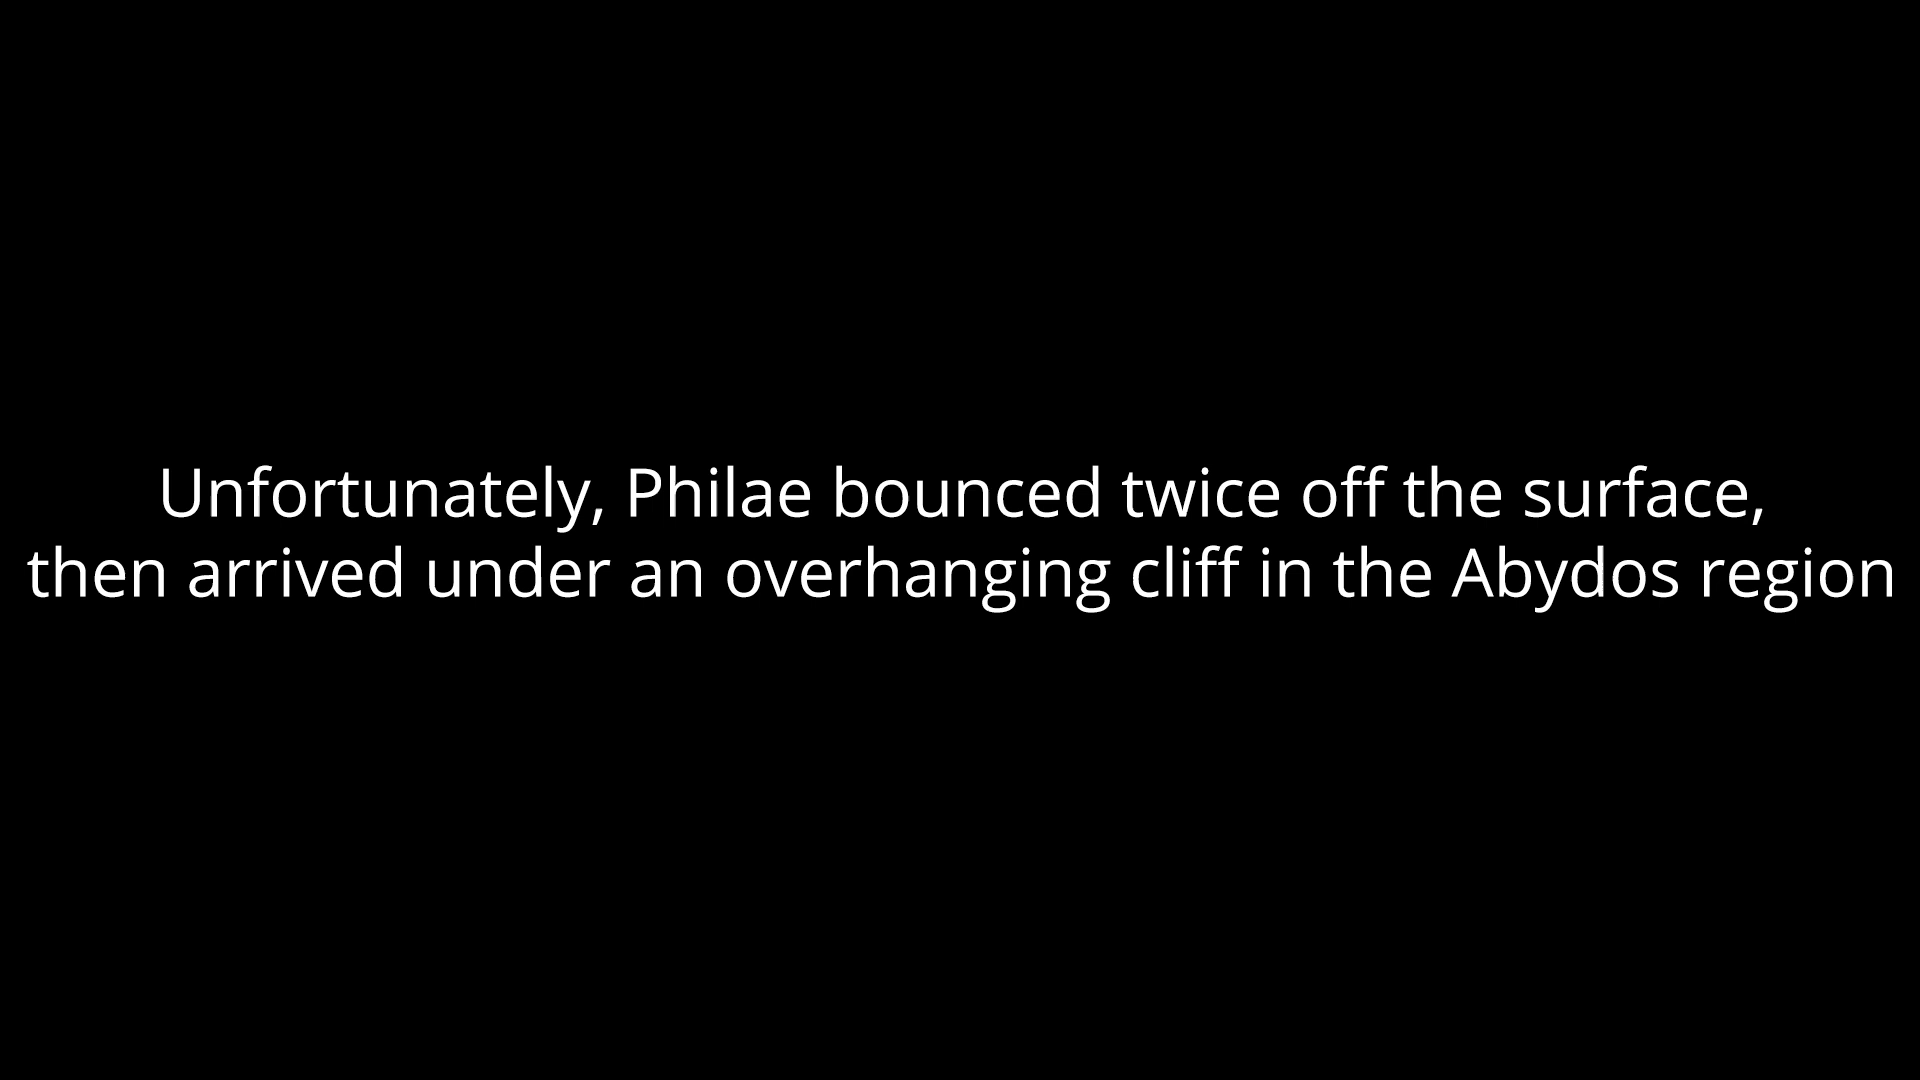 Unfortunately, Philae bounced twice off the surface,
then arrived under an overhanging cliff in the Abydos region